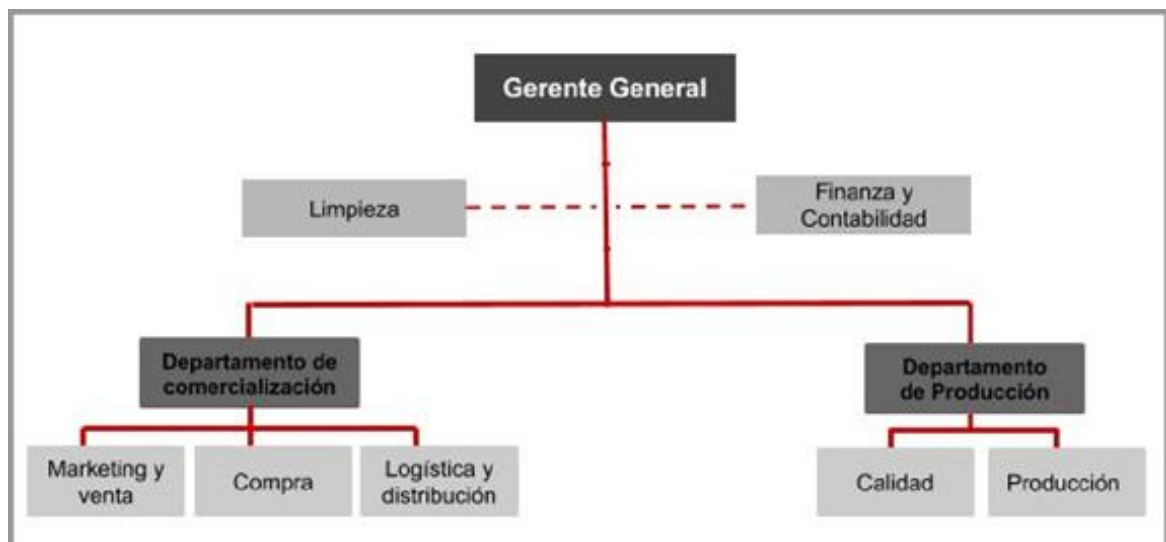 Gerente General
Limpieza
Finanza y
Contabilidad
Departamento de
comercialización
Departamento
de Producción
Marketing y
venta
Compra
Logística y
distribución
Calidad
Producción